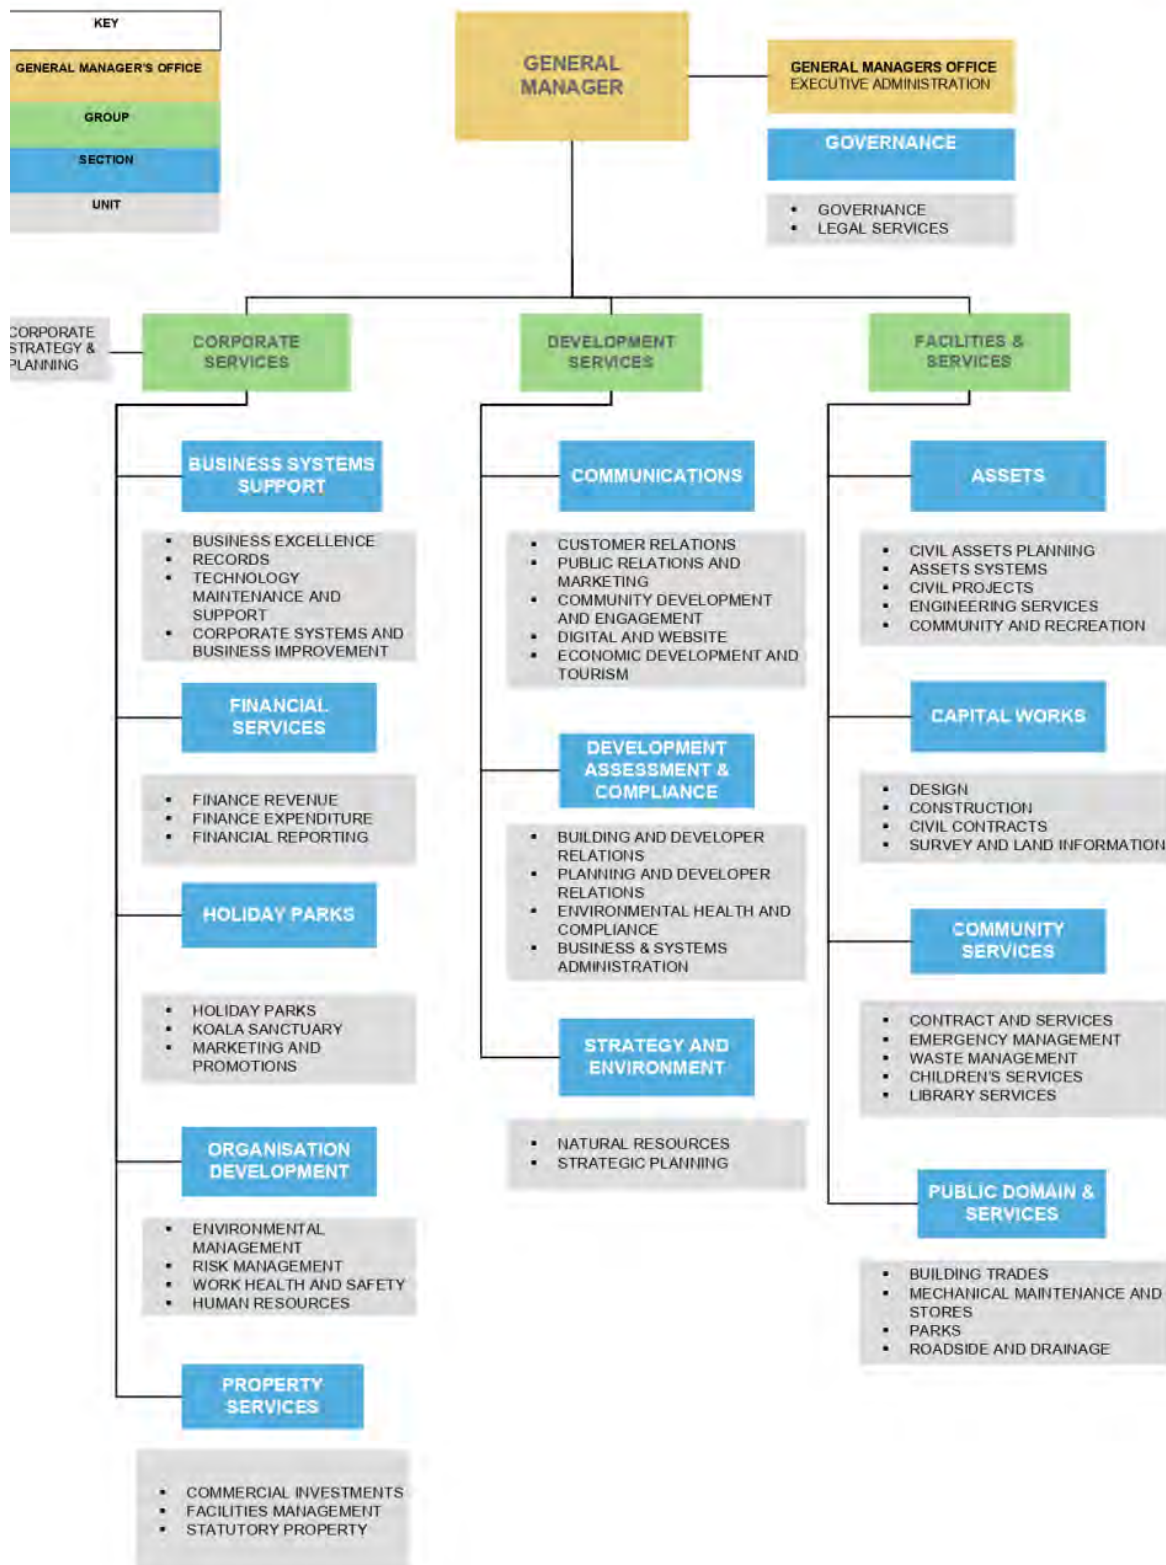 KEY
GENERAL MANAGER'S OFFICE
GROUP
SECTION
UNIT
GENERAL
MANAGER
GENERAL MANAGERS OFFICE
EXECUTIVE ADMINISTRATION
GOVERNANCE
▪ GOVERNANCE
▪ LEGAL SERVICES
CORPORATE
STRATEGY &
PLANNING
CORPORATE
SERVICES
BUSINESS SYSTEMS
SUPPORT
▪ BUSINESS EXCELLENCE
▪ RECORDS
▪ TECHNOLOGY
MAINTENANCE AND
SUPPORT
▪ CORPORATE SYSTEMS AND
BUSINESS IMPROVEMENT
FINANCIAL
SERVICES
▪ FINANCE REVENUE
▪ FINANCE EXPENDITURE
▪ FINANCIAL REPORTING
HOLIDAY PARKS
▪ HOLIDAY PARKS
▪ KOALA SANCTUARY
▪ MARKETING AND
PROMOTIONS
ORGANISATION
DEVELOPMENT
▪ ENVIRONMENTAL
MANAGEMENT
▪ RISK MANAGEMENT
▪ WORK HEALTH AND SAFETY
▪ HUMAN RESOURCES
PROPERTY
SERVICES
▪ COMMERCIAL INVESTMENTS
▪ FACILITIES MANAGEMENT
▪ STATUTORY PROPERTY
DEVELOPMENT
SERVICES
COMMUNICATIONS
▪ CUSTOMER RELATIONS
▪ PUBLIC RELATIONS AND
MARKETING
▪ COMMUNITY DEVELOPMENT
AND ENGAGEMENT
▪ DIGITAL AND WEBSITE
▪ ECONOMIC DEVELOPMENT AND
TOURISM
DEVELOPMENT
ASSESSMENT &
COMPLIANCE
▪ BUILDING AND DEVELOPER
RELATIONS
▪ PLANNING AND DEVELOPER
RELATIONS
▪ ENVIRONMENTAL HEALTH AND
COMPLIANCE
▪ BUSINESS & SYSTEMS
ADMINISTRATION
STRATEGY AND
ENVIRONMENT
▪ NATURAL RESOURCES
▪ STRATEGIC PLANNING
FACILITIES &
SERVICES
ASSETS
▪ CIVIL ASSETS PLANNING
▪ ASSETS SYSTEMS
▪ CIVIL PROJECTS
▪ ENGINEERING SERVICES
▪ COMMUNITY AND RECREATION
CAPITAL WORKS
▪ DESIGN
▪ CONSTRUCTION
▪ CIVIL CONTRACTS
▪ SURVEY AND LAND INFORMATION
COMMUNITY
SERVICES
▪ CONTRACT AND SERVICES
▪ EMERGENCY MANAGEMENT
▪ WASTE MANAGEMENT
▪ CHILDREN'S SERVICES
▪ LIBRARY SERVICES
PUBLIC DOMAIN &
SERVICES
▪ BUILDING TRADES
▪ MECHANICAL MAINTENANCE AND
STORES
▪ PARKS
▪ ROADSIDE AND DRAINAGE